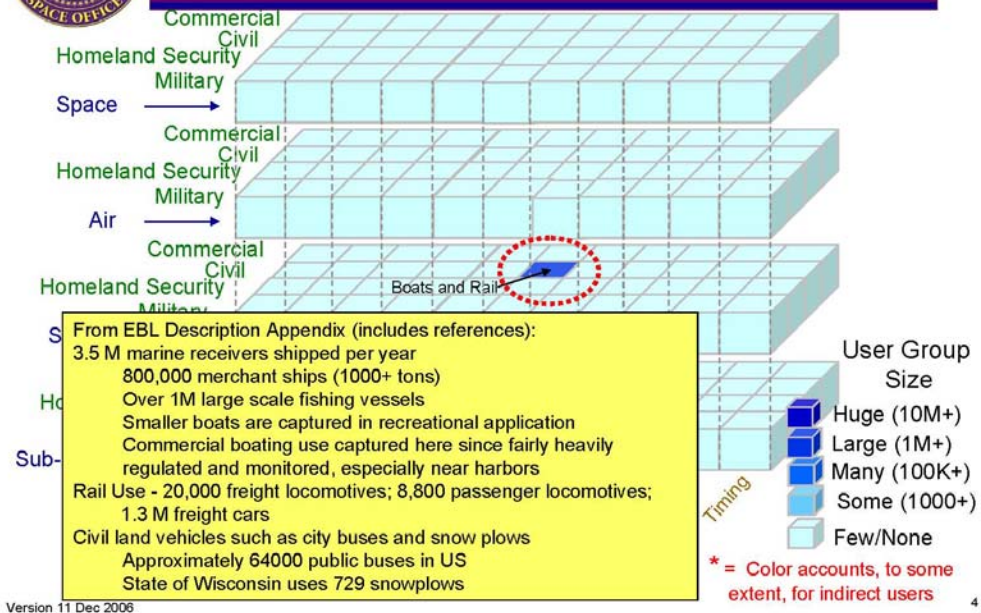 SPACE OFFICE
Commercial
Civil
Homeland Security
Military
Space
Commercial
Civil
Homeland Security
Military
Air
Commercial
Civil
Homeland Security
Boats and Rail
S
Ho
Sub-
From EBL Description Appendix (includes references):
3.5 M marine receivers shipped per year
800,000 merchant ships (1000+ tons)
Over 1M large scale fishing vessels
Smaller boats are captured in recreational application
Commercial boating use captured here since fairly heavily
regulated and monitored, especially near harbors
Rail Use - 20,000 freight locomotives; 8,800 passenger locomotives;
1.3 M freight cars
Civil land vehicles such as city buses and snow plows
Approximately 64000 public buses in US
State of Wisconsin uses 729 snowplows
Timing
User Group
Size
Huge (10M+)
Large (1M+)
Many (100K+)
Some (1000+)
Few/None
* = Color accounts, to some
extent, for indirect users
Version 11 Dec 2006
4